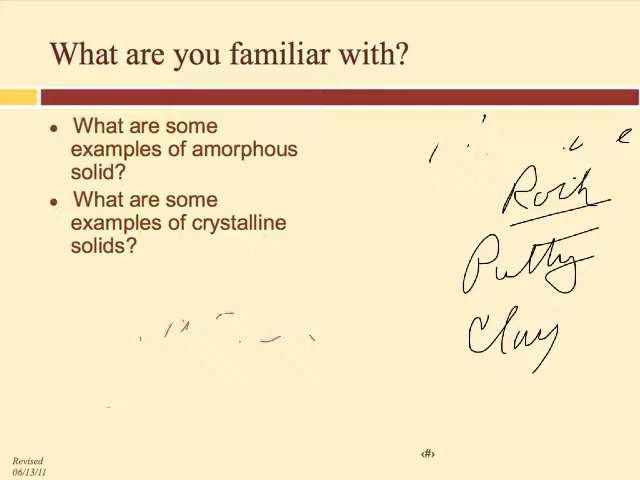 What are you familiar with?
• What are some
examples of amorphous
solid?
• What are some
examples of crystalline
solids?
Putty
Clay
Revised
06/13/11
‹#›